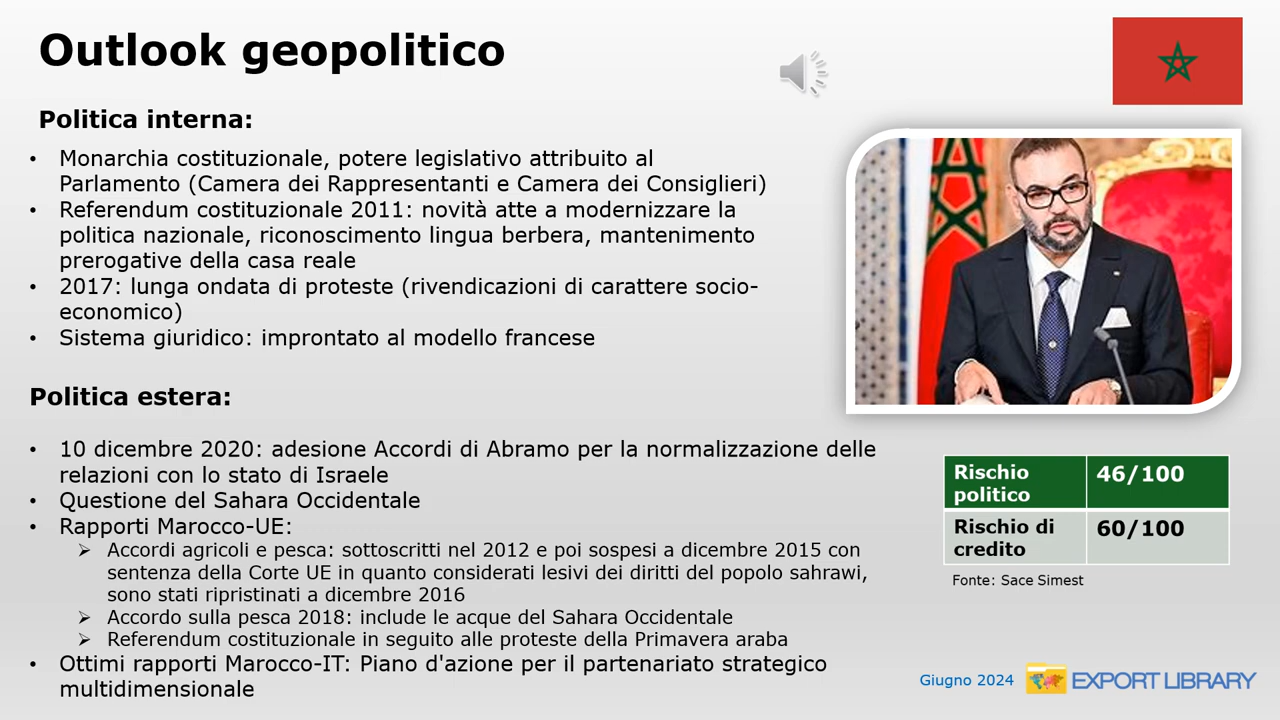 Outlook geopolitico
Politica interna:
• Monarchia costituzionale, potere legislativo attribuito al
Parlamento (Camera dei Rappresentanti e Camera dei Consiglieri)
• Referendum costituzionale 2011: novità atte a modernizzare la
politica nazionale, riconoscimento lingua berbera, mantenimento
prerogative della casa reale
• 2017: lunga ondata di proteste (rivendicazioni di carattere socio-
economico)
• Sistema giuridico: improntato al modello francese
Politica estera:
• 10 dicembre 2020: adesione Accordi di Abramo per la normalizzazione delle
relazioni con lo stato di Israele
• Questione del Sahara Occidentale
• Rapporti Marocco-UE:
➢ Accordi agricoli e pesca: sottoscritti nel 2012 e poi sospesi a dicembre 2015 con
sentenza della Corte UE in quanto considerati lesivi dei diritti del popolo sahrawi,
sono stati ripristinati a dicembre 2016
➢ Accordo sulla pesca 2018: include le acque del Sahara Occidentale
➢ Referendum costituzionale in seguito alle proteste della Primavera araba
• Ottimi rapporti Marocco-IT: Piano d'azione per il partenariato strategico
multidimensionale
Rischio
politico
46/100
Rischio di
credito
60/100
Fonte: Sace Simest
Giugno 2024
EXPORT LIBRARY